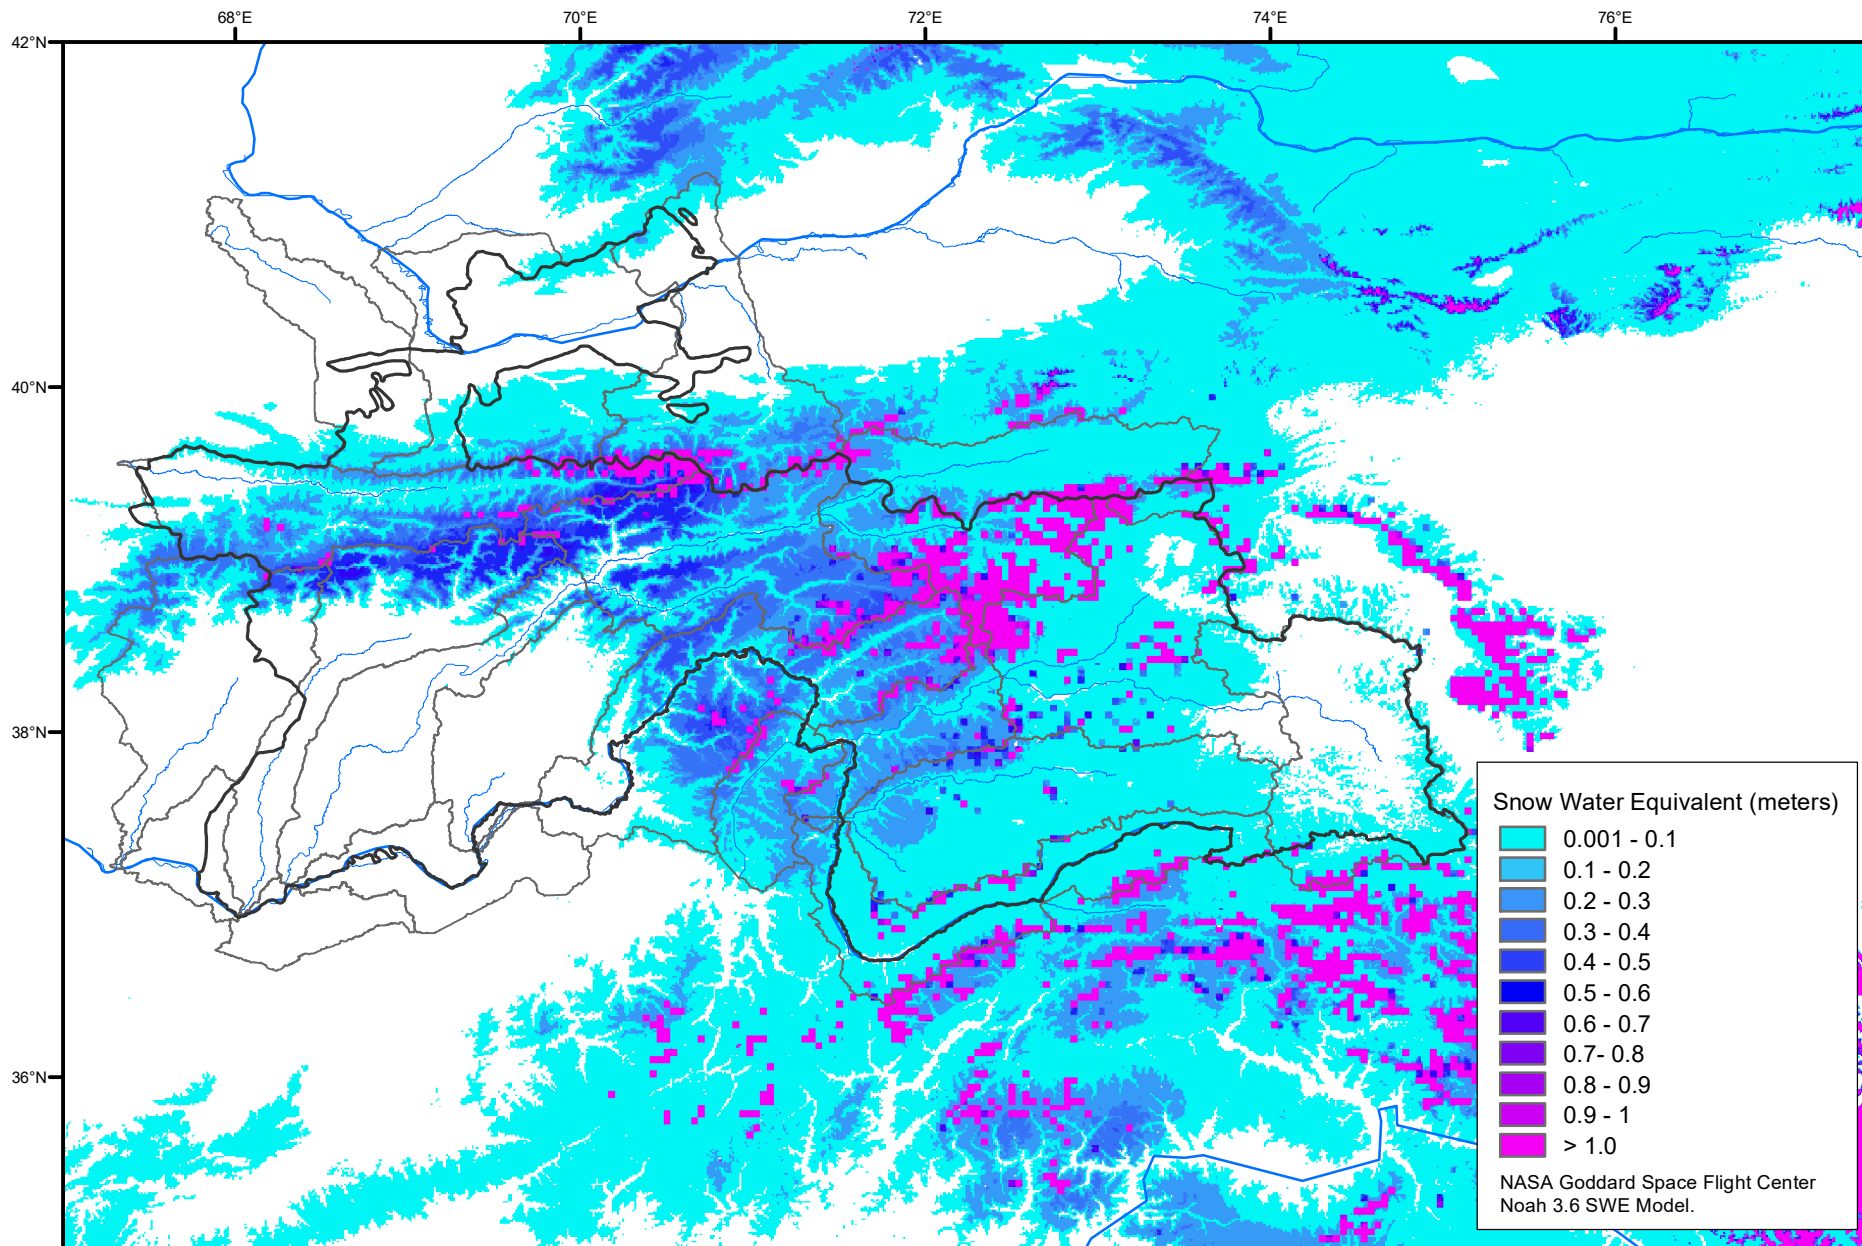 68°E
70°E
72°E
74°E
76°E
42°N
40°N
38°N
36°N
Snow Water Equivalent (meters)
0.001 - 0.1
0.1 - 0.2
0.2 - 0.3
0.3 - 0.4
0.4 - 0.5
0.5 - 0.6
0.6 - 0.7
0.7- 0.8
0.8 - 0.9
0.9 - 1
> 1.0
NASA Goddard Space Flight Center
Noah 3.6 SWE Model.